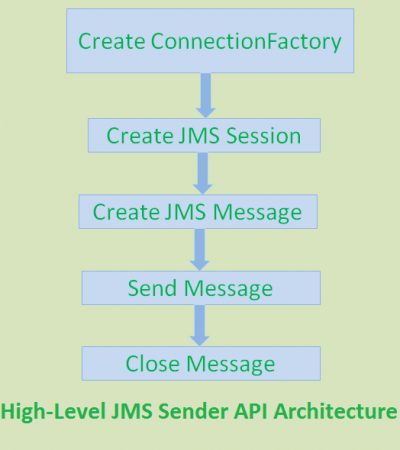 Create ConnectionFactory
Create JMS Session
Create JMS Message
Send Message
Close Message
High-Level JMS Sender API Architecture